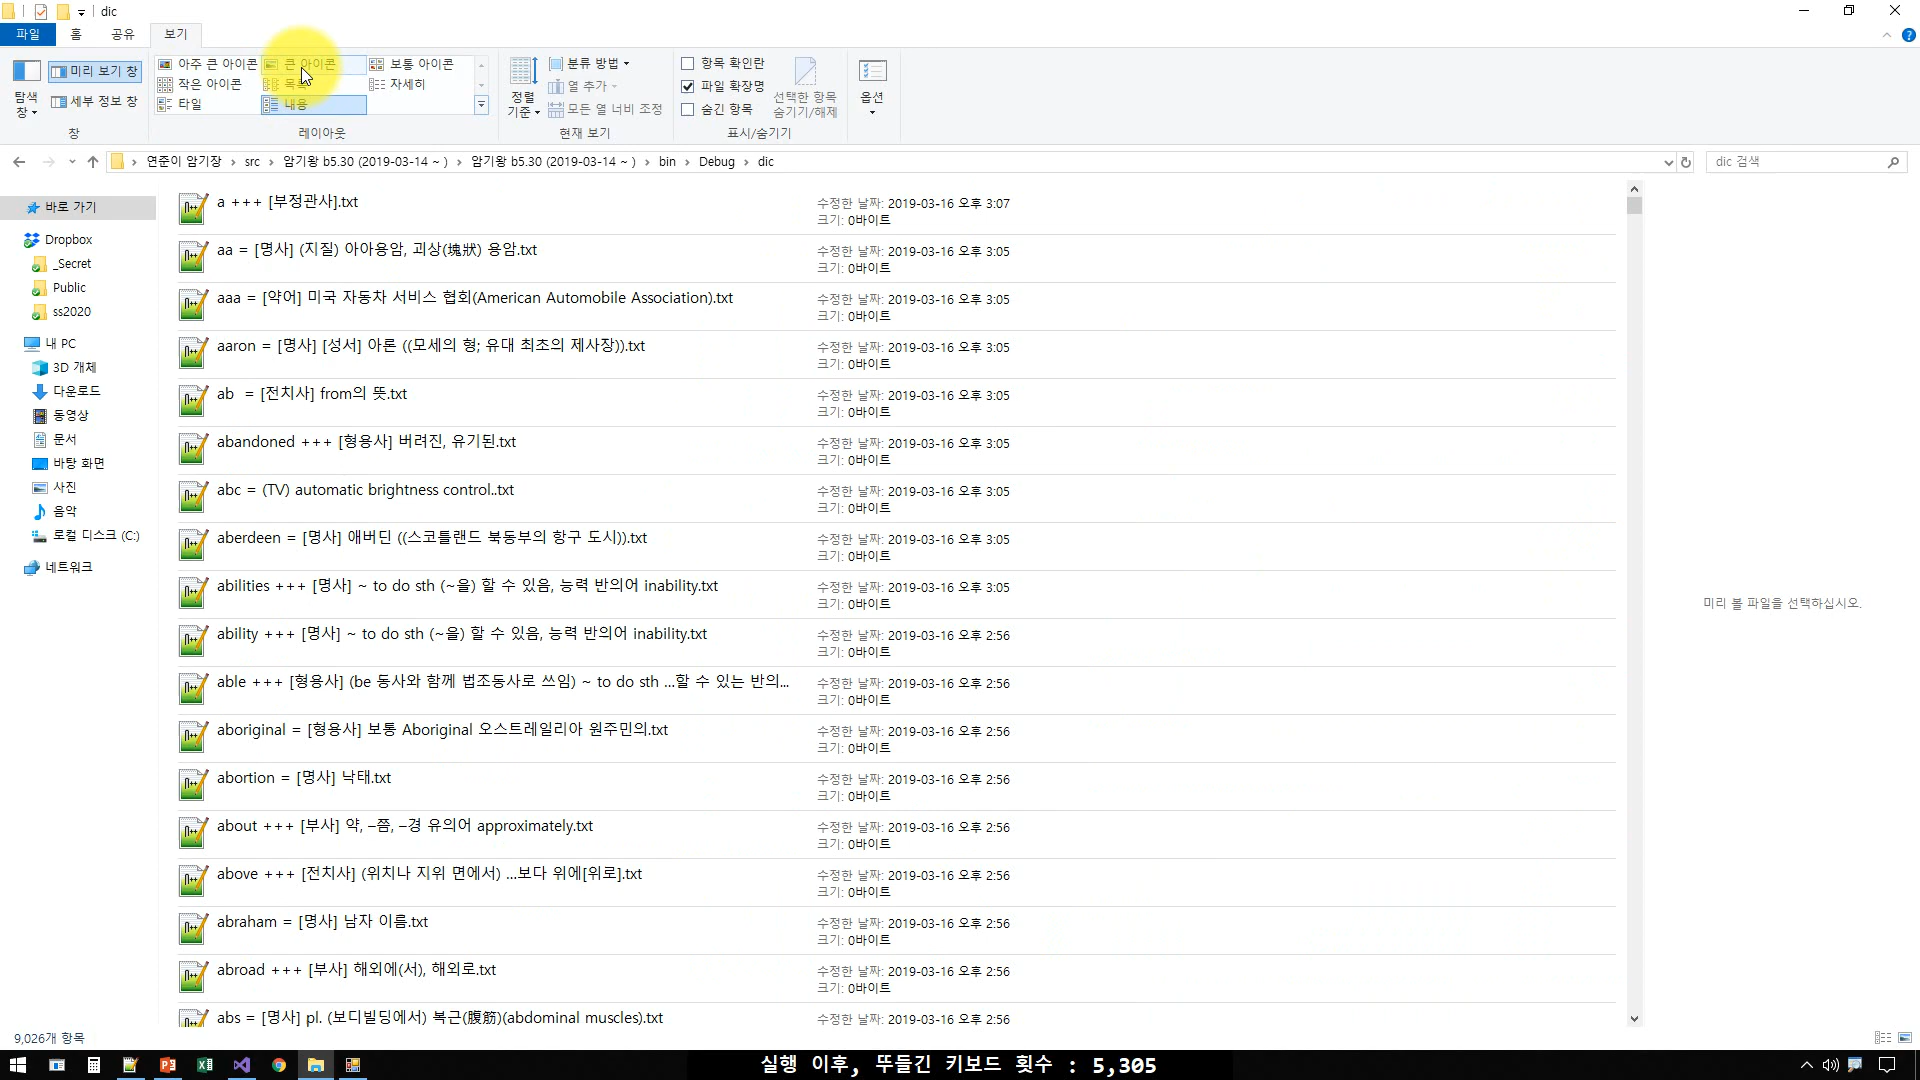 dic
파일 홈 공유 보기
탐색 창
미리 보기 창
세부 정보 창
창
아주 큰 아이콘 큰 아이콘 보통 아이콘
작은 아이콘 목록 자세히
타일 내용
레이아웃
정렬 기준
분류 방법
열 추가
모든 열 너비 조정
현재 보기
항목 확인란
파일 확장명
숨긴 항목
선택한 항목 숨기기/해제
표시/숨기기
옵션
연준이 암기장 › src › 암기왕 b5.30 (2019-03-14 ~ ) › 암기왕 b5.30 (2019-03-14 ~ ) › bin › Debug › dic
dic 검색
바로 가기
Dropbox
_Secret
Public
ss2020
내 PC
3D 개체
다운로드
동영상
문서
바탕 화면
사진
음악
로컬 디스크 (C:)
네트워크
a +++ [부정관사].txt
수정한 날짜: 2019-03-16 오후 3:07
크기: 0바이트
aa = [명사] (지질) 아아용암, 괴상(塊狀) 용암.txt
수정한 날짜: 2019-03-16 오후 3:05
크기: 0바이트
aaa = [약어] 미국 자동차 서비스 협회(American Automobile Association).txt
수정한 날짜: 2019-03-16 오후 3:05
크기: 0바이트
aaron = [명사] [성서] 아론 ((모세의 형; 유대 최초의 제사장)).txt
수정한 날짜: 2019-03-16 오후 3:05
크기: 0바이트
ab  = [전치사] from의 뜻.txt
수정한 날짜: 2019-03-16 오후 3:05
크기: 0바이트
abandoned +++ [형용사] 버려진, 유기된.txt
수정한 날짜: 2019-03-16 오후 3:05
크기: 0바이트
abc = (TV) automatic brightness control..txt
수정한 날짜: 2019-03-16 오후 3:05
크기: 0바이트
aberdeen = [명사] 애버딘 ((스코틀랜드 북동부의 항구 도시)).txt
수정한 날짜: 2019-03-16 오후 3:05
크기: 0바이트
abilities +++ [명사] ~ to do sth (~을) 할 수 있음, 능력 반의어 inability.txt
수정한 날짜: 2019-03-16 오후 3:05
크기: 0바이트
ability +++ [명사] ~ to do sth (~을) 할 수 있음, 능력 반의어 inability.txt
수정한 날짜: 2019-03-16 오후 2:56
크기: 0바이트
able +++ [형용사] (be 동사와 함께 법조동사로 쓰임) ~ to do sth …할 수 있는 반의...
수정한 날짜: 2019-03-16 오후 2:56
크기: 0바이트
aboriginal = [형용사] 보통 Aboriginal 오스트레일리아 원주민의.txt
수정한 날짜: 2019-03-16 오후 2:56
크기: 0바이트
abortion = [명사] 낙태.txt
수정한 날짜: 2019-03-16 오후 2:56
크기: 0바이트
about +++ [부사] 약, –쯤, –경 유의어 approximately.txt
수정한 날짜: 2019-03-16 오후 2:56
크기: 0바이트
above +++ [전치사] (위치나 지위 면에서) …보다 위에[위로].txt
수정한 날짜: 2019-03-16 오후 2:56
크기: 0바이트
abraham = [명사] 남자 이름.txt
수정한 날짜: 2019-03-16 오후 2:56
크기: 0바이트
abroad +++ [부사] 해외에(서), 해외로.txt
수정한 날짜: 2019-03-16 오후 2:56
크기: 0바이트
abs = [명사] pl. (보디빌딩에서) 복근(腹筋)(abdominal muscles).txt
수정한 날짜: 2019-03-16 오후 2:56
미리 볼 파일을 선택하십시오.
9,026개 항목
실행 이후, 뚜들긴 키보드 횟수 : 5,305